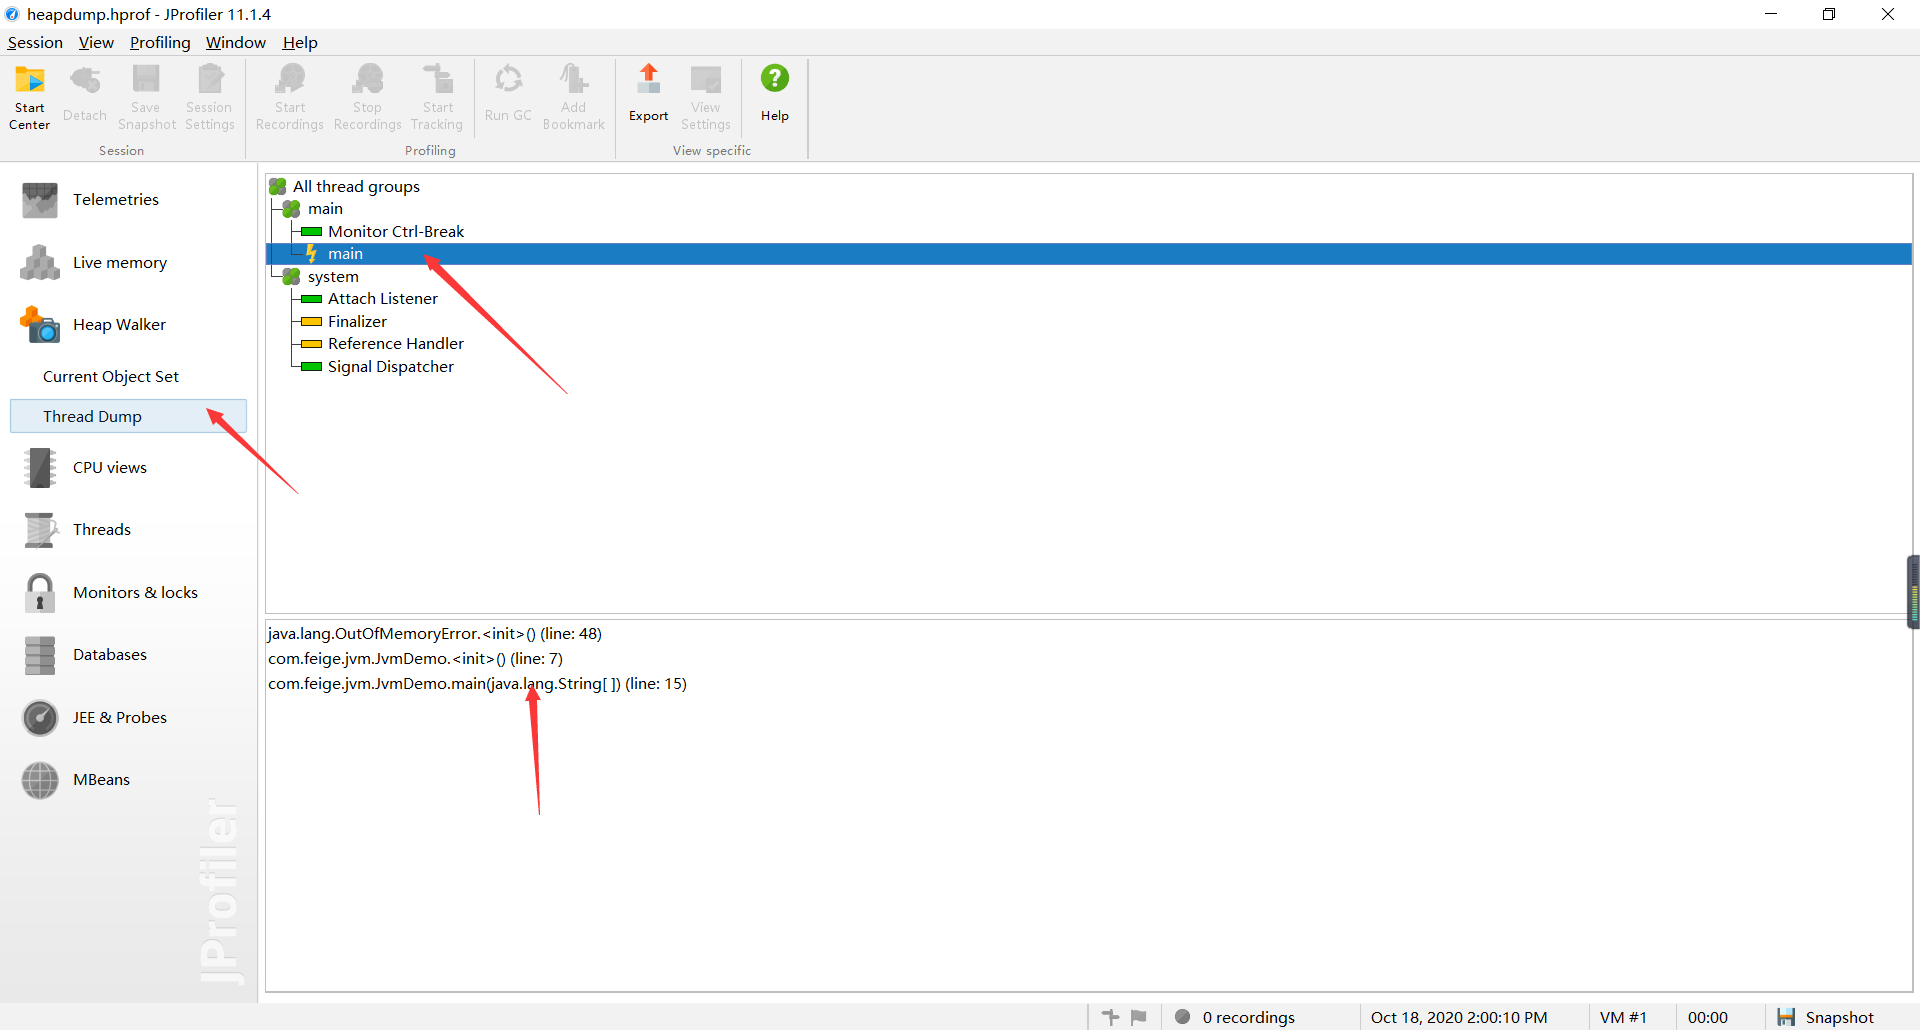 heapdump.hprof - JProfiler 11.1.4
Session View Profiling Window Help
Start Center
Detach
Save Snapshot
Session Settings
Start Recordings
Stop Recordings
Start Tracking
Run GC
Add Bookmark
Export
View Settings
Help
Session
Profiling
View specific
Telemetries
Live memory
Heap Walker
Current Object Set
Thread Dump
CPU views
Threads
Monitors & locks
Databases
JEE & Probes
MBeans
JProfiler
All thread groups
main
Monitor Ctrl-Break
main
system
Attach Listener
Finalizer
Reference Handler
Signal Dispatcher
java.lang.OutOfMemoryError.<init>() (line: 48)
com.feige.jvm.JvmDemo.<init>() (line: 7)
com.feige.jvm.JvmDemo.main(java.lang.String[ ]) (line: 15)
0 recordings
Oct 18, 2020 2:00:10 PM
VM #1
00:00
Snapshot